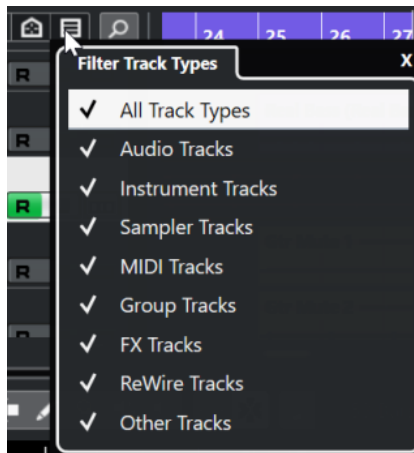 24 25 26 27
Filter Track Types X
R
✓ All Track Types
✓ Audio Tracks
R
✓ Instrument Tracks
R
✓ Sampler Tracks
✓ MIDI Tracks
R
✓ Group Tracks
✓ FX Tracks
✓ ReWire Tracks
✓ Other Tracks